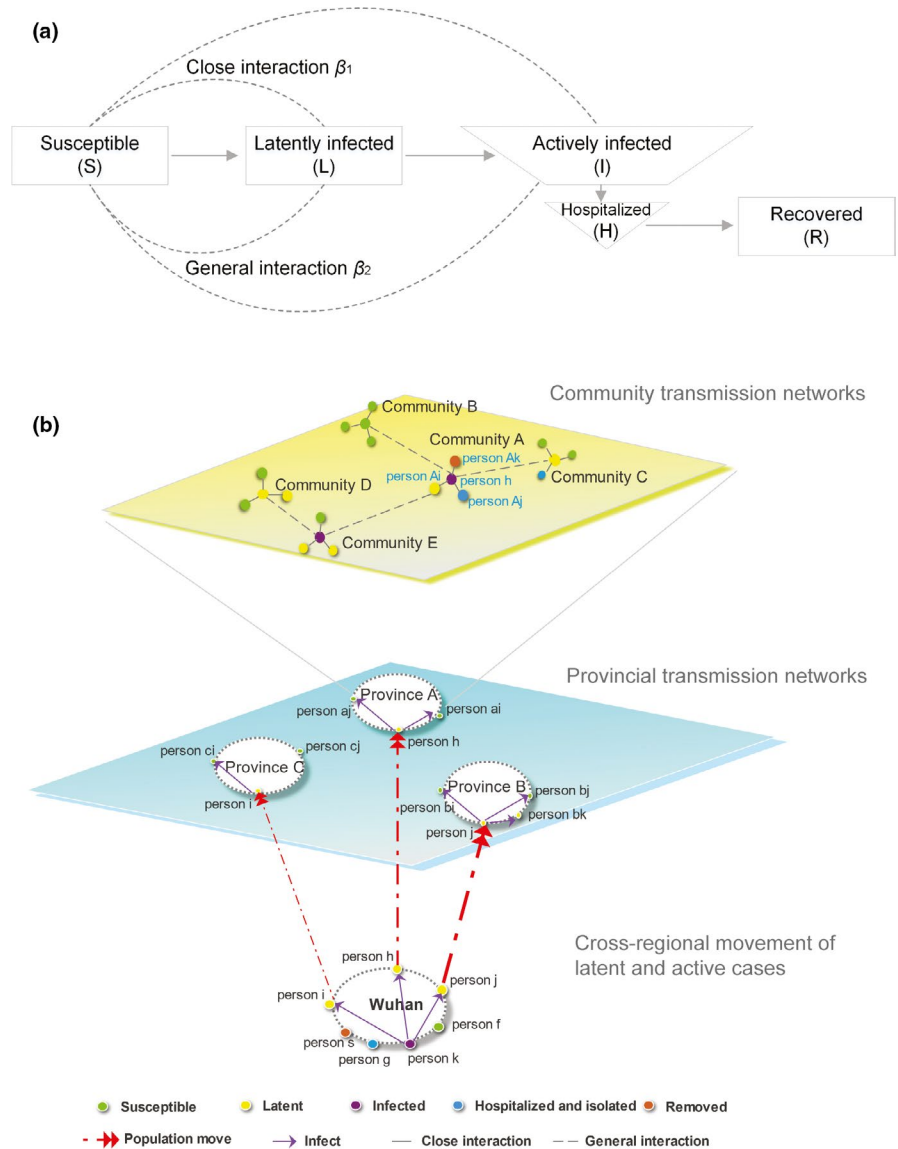 (a)
Close interaction β1
Susceptible
(S)
Latently infected
(L)
Actively infected
(I)
Hospitalized
(H)
Recovered
(R)
General interaction β2
Community transmission networks
(b)
Community B
Community A
person Ak
person Ai
person h
Community C
person Aj
Community D
Community E
Provincial transmission networks
Province A
person aj
person ai
person h
person ci
person cj
Province C
person i
Province B
person bi
person bj
person bk
person j
Cross-regional movement of
latent and active cases
person h
person i
person j
Wuhan
person f
person s
person g
person k
Susceptible
Latent
Infected
Hospitalized and isolated
Removed
Population move
Infect
Close interaction
General interaction